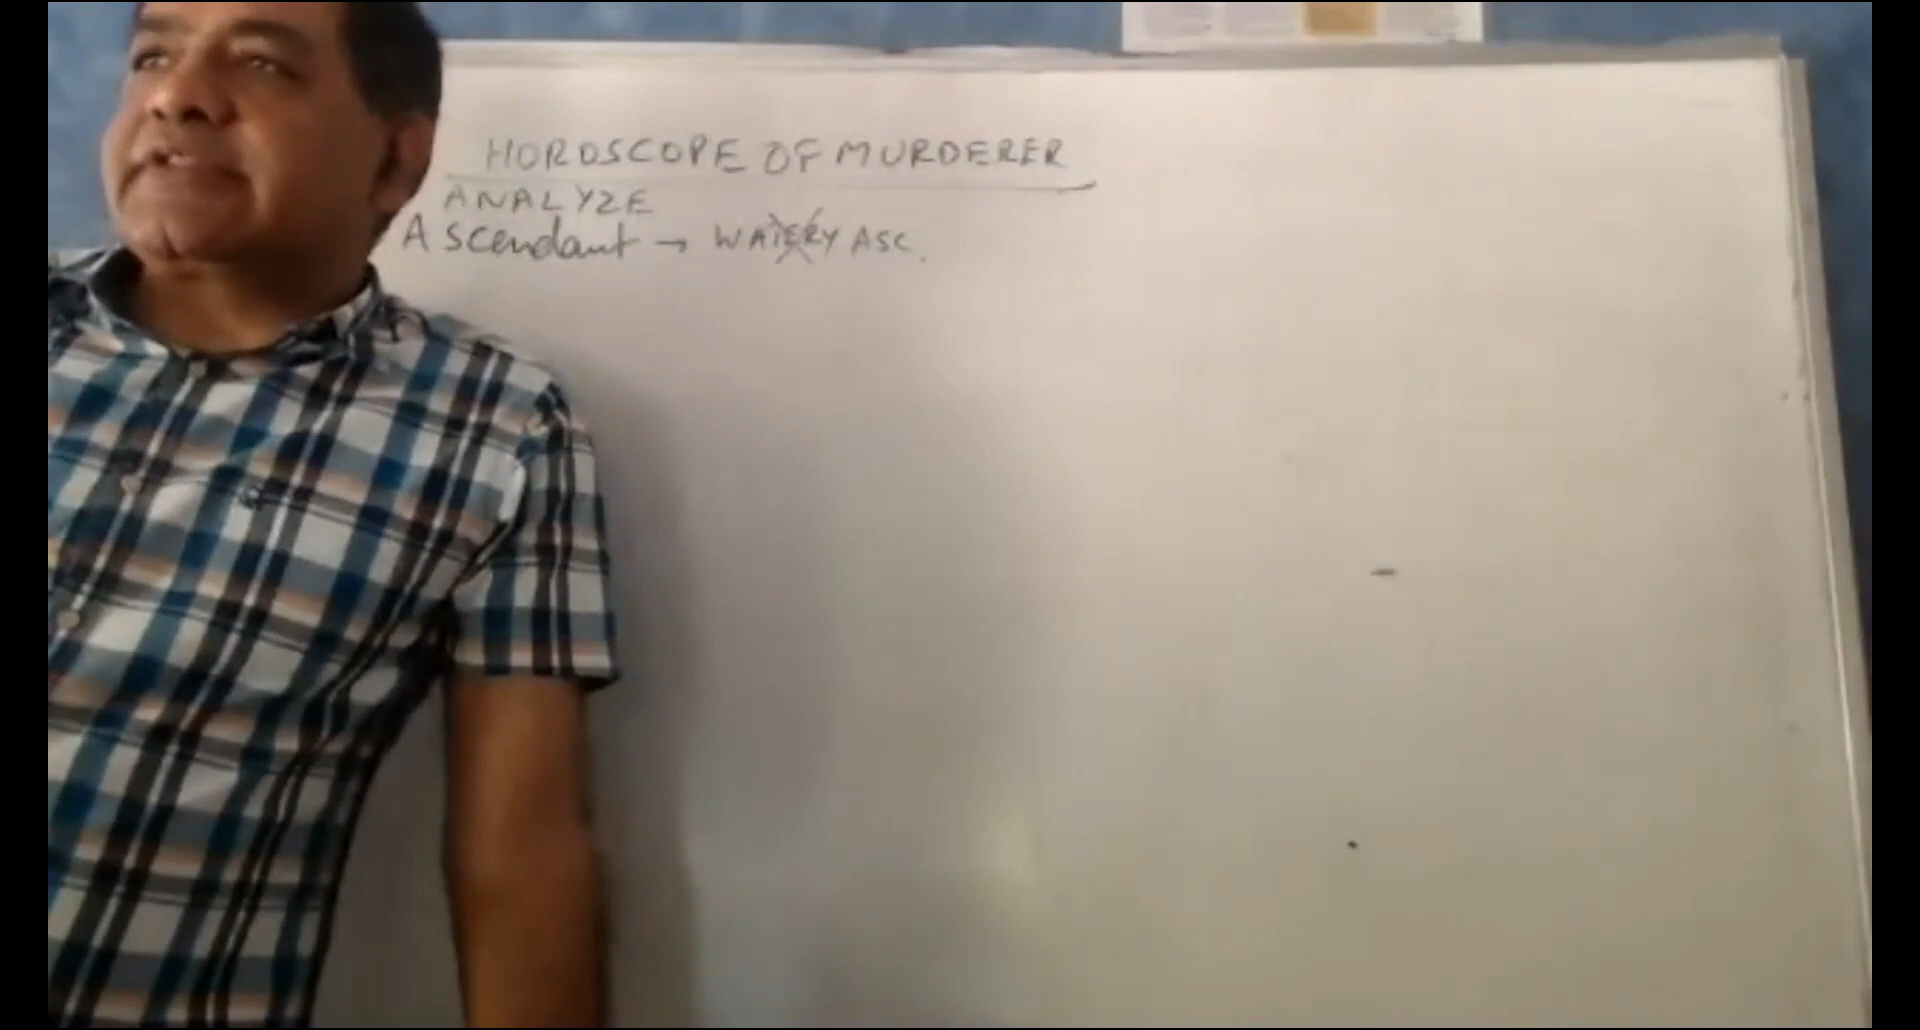 HOROSCOPE OF MURDERER
ANALYZE
Ascendant → WATERY ASC.